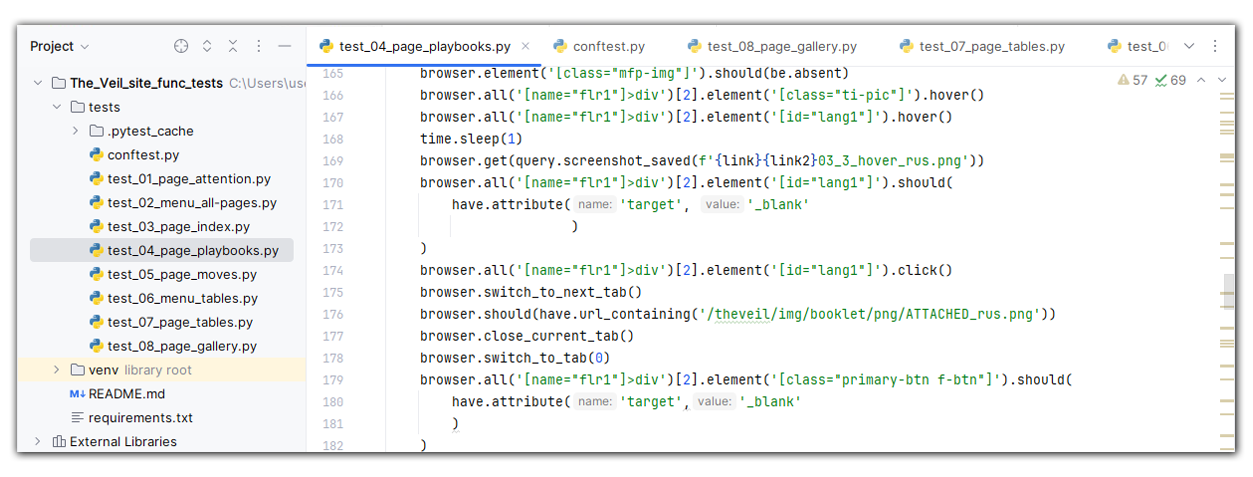 Project
The_Veil_site_func_tests C:\Users\use
tests
.pytest_cache
conftest.py
test_01_page_attention.py
test_02_menu_all-pages.py
test_03_page_index.py
test_04_page_playbooks.py
test_05_page_moves.py
test_06_menu_tables.py
test_07_page_tables.py
test_08_page_gallery.py
venv library root
README.md
requirements.txt
External Libraries
test_04_page_playbooks.py conftest.py test_08_page_gallery.py test_07_page_tables.py test_0
57 69
165 browser.element('[class="mfp-img"]').should(be.absent)
166 browser.all('[name="flr1"]>div')[2].element('[class="ti-pic"]').hover()
167 browser.all('[name="flr1"]>div')[2].element('[id="lang1"]').hover()
168 time.sleep(1)
169 browser.get(query.screenshot_saved(f'{link}{link2}03_3_hover_rus.png'))
170 browser.all('[name="flr1"]>div')[2].element('[id="lang1"]').should(
171 have.attribute( name: 'target', value: '_blank'
172 )
173 )
174 browser.all('[name="flr1"]>div')[2].element('[id="lang1"]').click()
175 browser.switch_to_next_tab()
176 browser.should(have.url_containing('/theveil/img/booklet/png/ATTACHED_rus.png'))
177 browser.close_current_tab()
178 browser.switch_to_tab(0)
179 browser.all('[name="flr1"]>div')[2].element('[class="primary-btn f-btn"]').should(
180 have.attribute( name: 'target', value: '_blank'
181 )
182 )